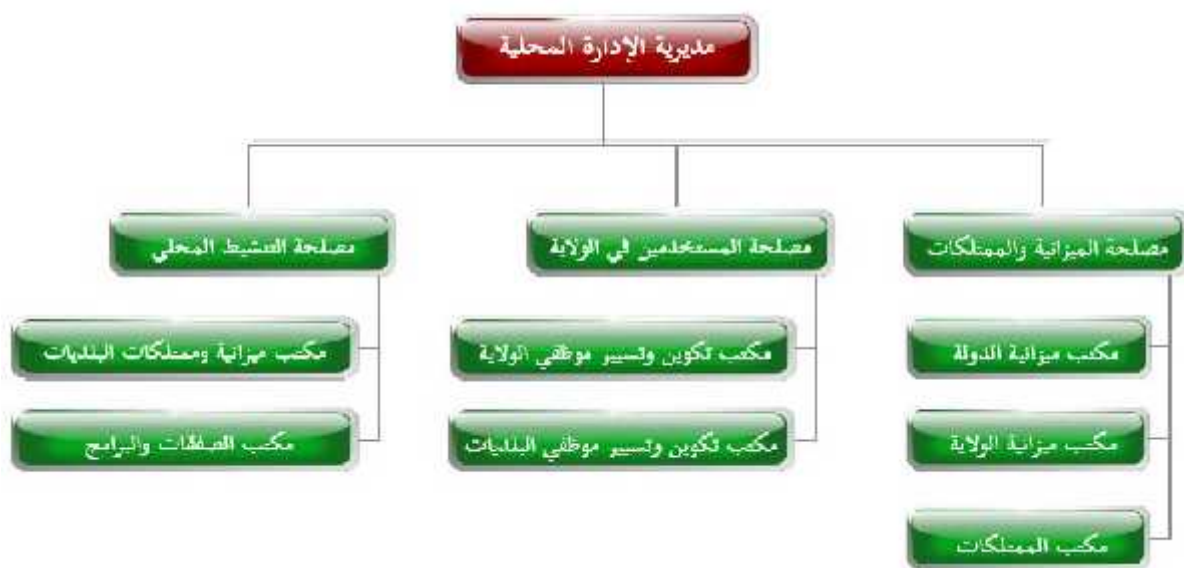 مديرية الإدارة المحلية
مصلحة الميزانية والممتلكات
مصلحة المستخدمين في الولاية
مصلحة التنشيط المحلي
مكتب ميزانية الدولة
مكتب تكوين وتسيير موظفي الولاية
مكتب ميزانية وممتلكات البلديات
مكتب ميزانية الولاية
مكتب تكوين وتسيير موظفي البلديات
مكتب الصفقات والبرامج
مكتب الممتلكات